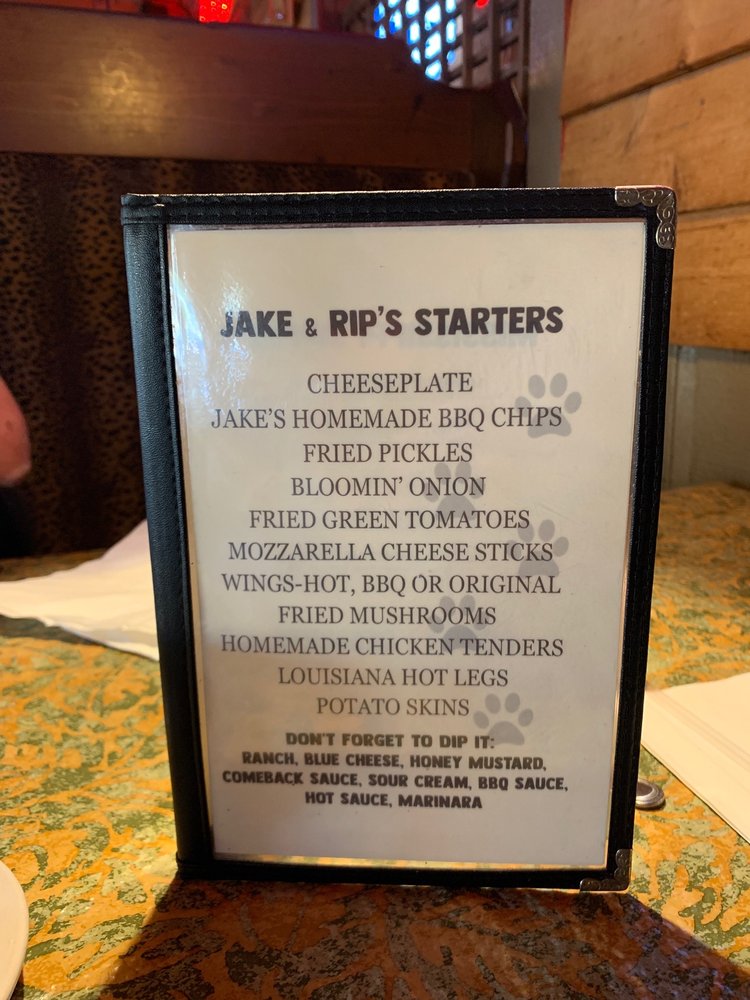 JAKE & RIP'S STARTERS
CHEESEPLATE
JAKE'S HOMEMADE BBQ CHIPS
FRIED PICKLES
BLOOMIN' ONION
FRIED GREEN TOMATOES
MOZZARELLA CHEESE STICKS
WINGS-HOT, BBQ OR ORIGINAL
FRIED MUSHROOMS
HOMEMADE CHICKEN TENDERS
LOUISIANA HOT LEGS
POTATO SKINS
DON'T FORGET TO DIP IT:
RANCH, BLUE CHEESE, HONEY MUSTARD,
COMEBACK SAUCE, SOUR CREAM, BBQ SAUCE,
HOT SAUCE, MARINARA